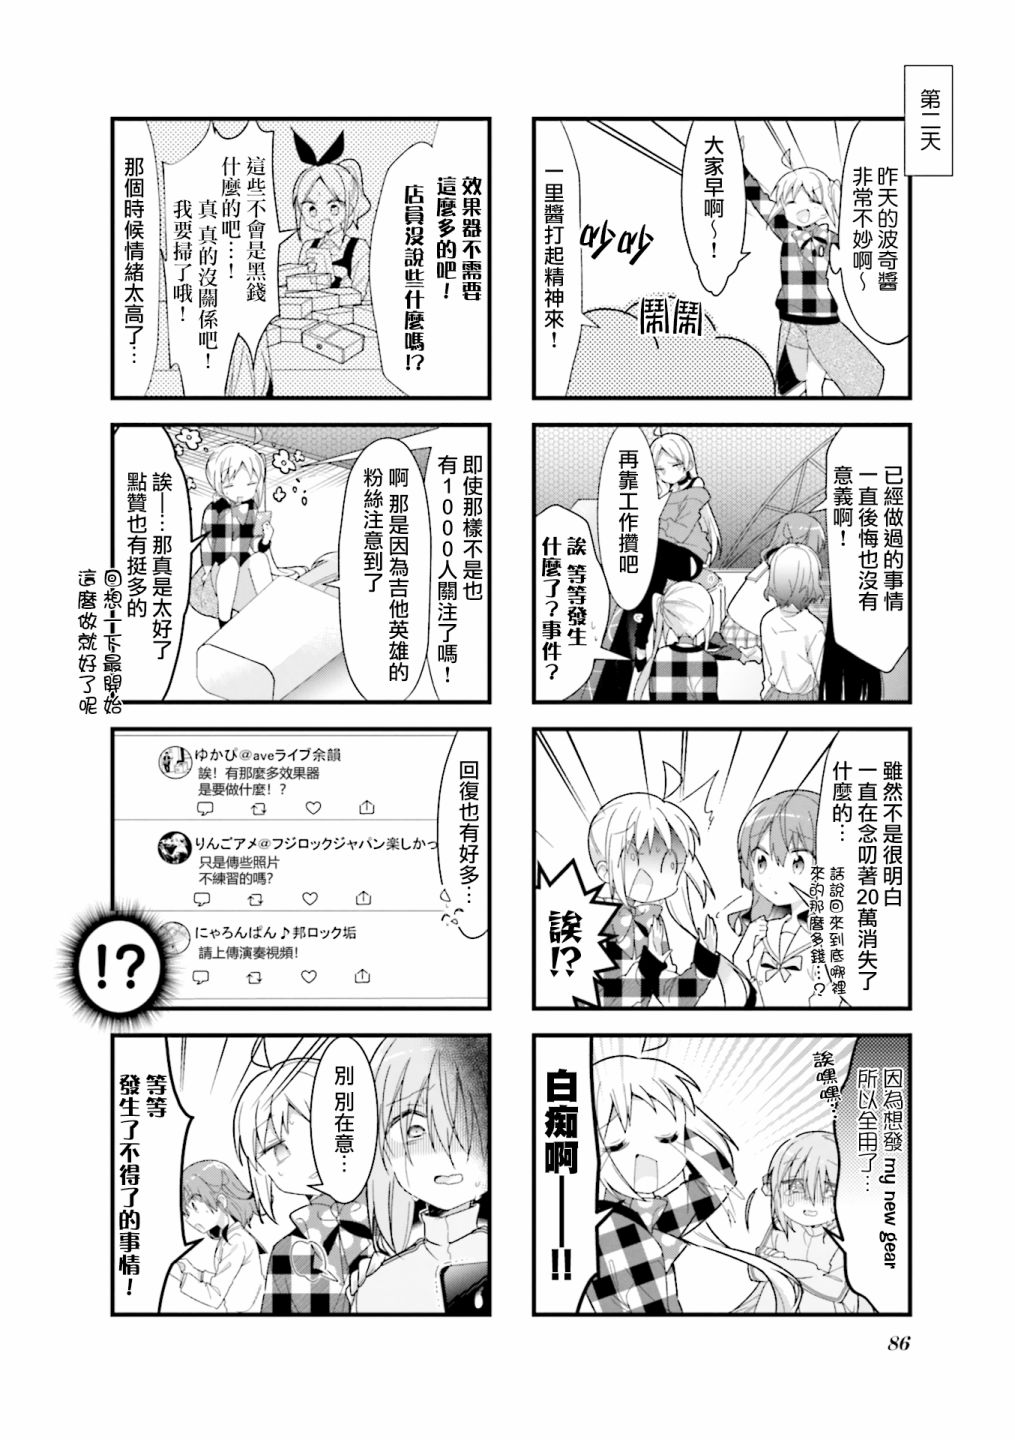 第二天
昨天的波奇醬
非常不妙啊～
大家早啊～！
吵吵
鬧鬧
一里醬打起精神來！
已經做過的事情
一直後悔也沒有
意義啊！
再靠工作攢吧
誒 等等發生
什麼了？事件？
雖然不是很明白
一直在念叨著20萬消失了
什麼的…
話說回來到底哪裡
來的那麼多錢…？
誒!?
因為想發 my new gear
所以全用了…
誒嘿嘿…
白痴啊——!!
效果器不需要
這麼多的吧！
店員沒說些什麼嗎!?
這些不會是黑錢
什麼的吧…！
真 真的沒關係吧！
我要掃了哦！
那個時候情緒太高了…
即使那樣不是也
有1000人關注了嗎！
啊 那是因為吉他英雄的
粉絲注意到了
誒——… 那真是太好了
點贊也有挺多的
回想一下最開始
這麼做就好了呢
回復也有好多…
ゆかぴ@aveライブ余韻
誒！有那麼多效果器
是要做什麼！？
りんごアメ@フジロックジャパン楽しかっ
只是傳些照片
不練習的嗎?
にゃろんぱん♪邦ロック垢
請上傳演奏視頻!
!?
別別在意…
等等
發生了不得了的事情！
86